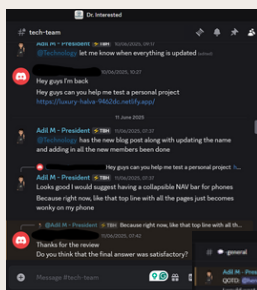 Dr. Interested
# tech-team
Adil M - President TBH 10/06/2025, 09:17
@Technology let me know when everything is updated (edited)
10/06/2025, 10:27
Hey guys I'm back
Hey guys can you help me test a personal project
https://luxury-halva-9462dc.netlify.app/
11 June 2025
Adil M - President TBH 11/06/2025, 07:37
@Technology has the new blog post along with updating the name
and adding in all the new members been done
Hey guys can you help me test a personal project
Adil M - President TBH 11/06/2025, 07:37
Looks good I would suggest having a collapsible NAV bar for phones
Because right now, like that top line with all the pages just becomes
wonky on my phone
@Adil M - President TBH Because right now, like that top line with th...
11/06/2025, 07:42
Thanks for the review
Do you think that the final answer was satisfactory?
Message #tech-team
# general
Adil M - Pres
QOTD: